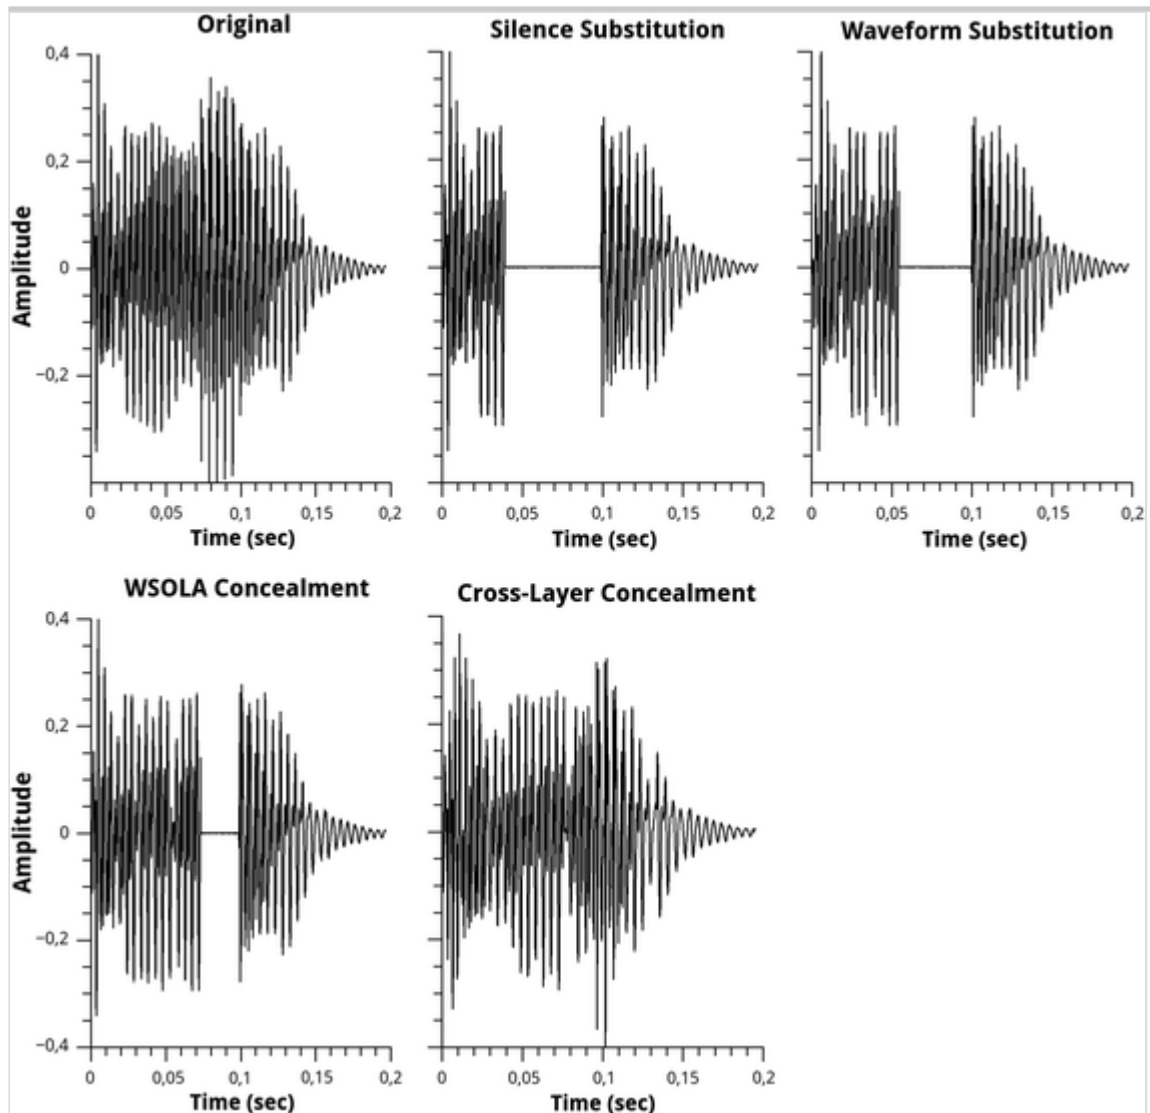 Original
Silence Substitution
Waveform Substitution
0,4
0,2
0
−0,2
Amplitude
0 0,05 0,1 0,15 0,2
0 0,05 0,1 0,15 0,2
0 0,05 0,1 0,15 0,2
Time (sec)
Time (sec)
Time (sec)
WSOLA Concealment
Cross-Layer Concealment
0,4
0,2
0
−0,2
−0,4
Amplitude
0 0,05 0,1 0,15 0,2
0 0,05 0,1 0,15 0,2
Time (sec)
Time (sec)